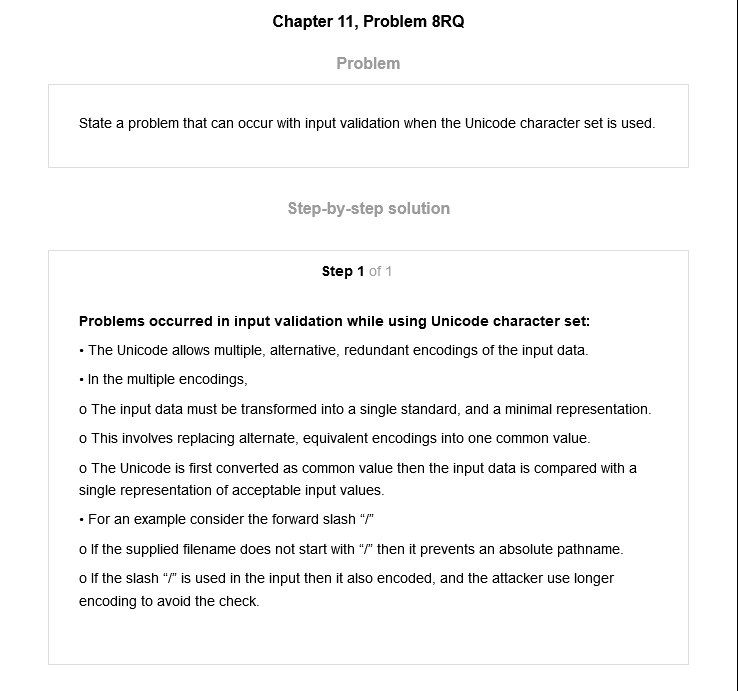 Chapter 11, Problem 8RQ
Problem
State a problem that can occur with input validation when the Unicode character set is used.
Step-by-step solution
Step 1 of 1
Problems occurred in input validation while using Unicode character set:
• The Unicode allows multiple, alternative, redundant encodings of the input data.
• In the multiple encodings,
o The input data must be transformed into a single standard, and a minimal representation.
o This involves replacing alternate, equivalent encodings into one common value.
o The Unicode is first converted as common value then the input data is compared with a
single representation of acceptable input values.
• For an example consider the forward slash “/”
o If the supplied filename does not start with “/” then it prevents an absolute pathname.
o If the slash “/” is used in the input then it also encoded, and the attacker use longer
encoding to avoid the check.